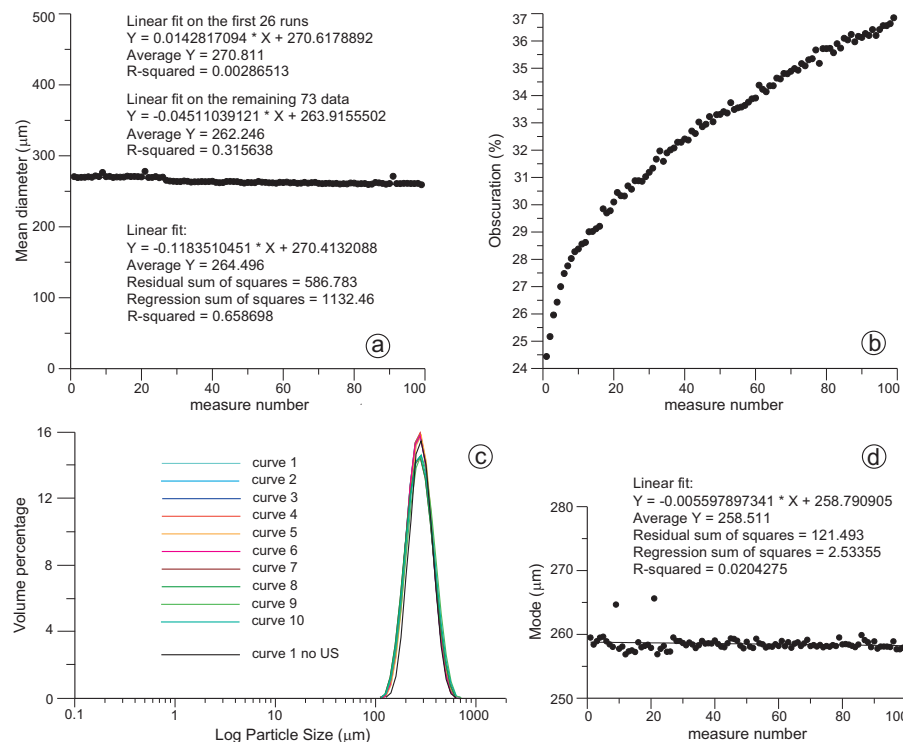 500
400
300
200
100
0
Mean diameter (µm)
Linear fit on the first 26 runs
Y = 0.0142817094 * X + 270.6178892
Average Y = 270.811
R-squared = 0.00286513
Linear fit on the remaining 73 data
Y = -0.04511039121 * X + 263.9155502
Average Y = 262.246
R-squared = 0.315638
Linear fit:
Y = -0.1183510451 * X + 270.4132088
Average Y = 264.496
Residual sum of squares = 586.783
Regression sum of squares = 1132.46
R-squared = 0.658698
a
0 20 40 60 80 100
measure number
37
36
35
34
33
32
31
30
29
28
27
26
25
24
Obscuration (%)
b
0 20 40 60 80 100
measure number
16
12
8
4
0
Volume percentage
curve 1
curve 2
curve 3
curve 4
curve 5
curve 6
curve 7
curve 8
curve 9
curve 10
curve 1 no US
c
0.1 1 10 100 1000
Log Particle Size (µm)
d
Linear fit:
Y = -0.005597897341 * X + 258.790905
Average Y = 258.511
Residual sum of squares = 121.493
Regression sum of squares = 2.53355
R-squared = 0.0204275
280
270
260
250
Mode (µm)
0 20 40 60 80 100
measure number